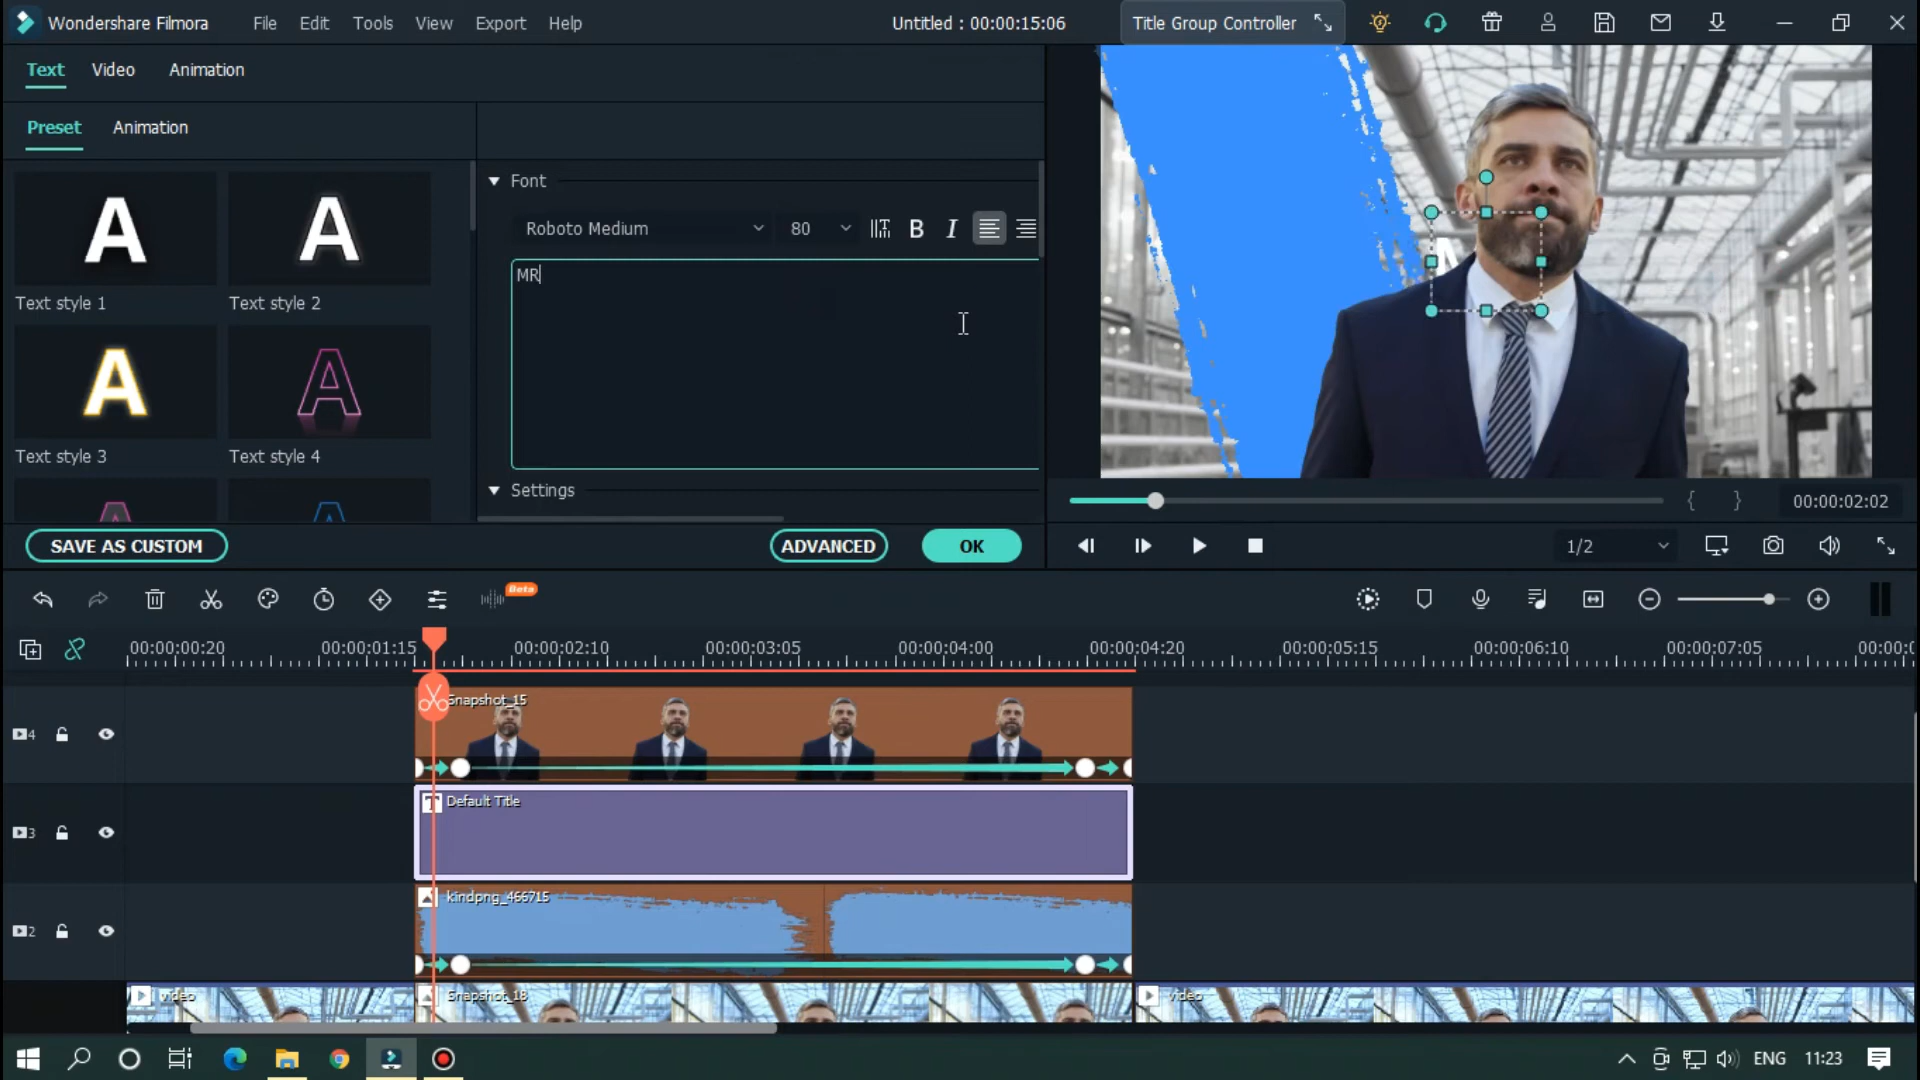 Wondershare Filmora File Edit Tools View Export Help Untitled : 00:00:15:06 Title Group Controller
Text Video Animation
Preset Animation
Font
Roboto Medium 80 B I
MR
A A
Text style 1 Text style 2
A A
Text style 3 Text style 4
Settings
00:00:02:02
SAVE AS CUSTOM ADVANCED OK 1/2
Beta
00:00:00:20 00:00:01:15 00:00:02:10 00:00:03:05 00:00:04:00 00:00:04:20 00:00:05:15 00:00:06:10 00:00:07:05
Snapshot_15
4
T Default Title
3
kindpng_466715
2
video Snapshot_18 video
ENG 11:23